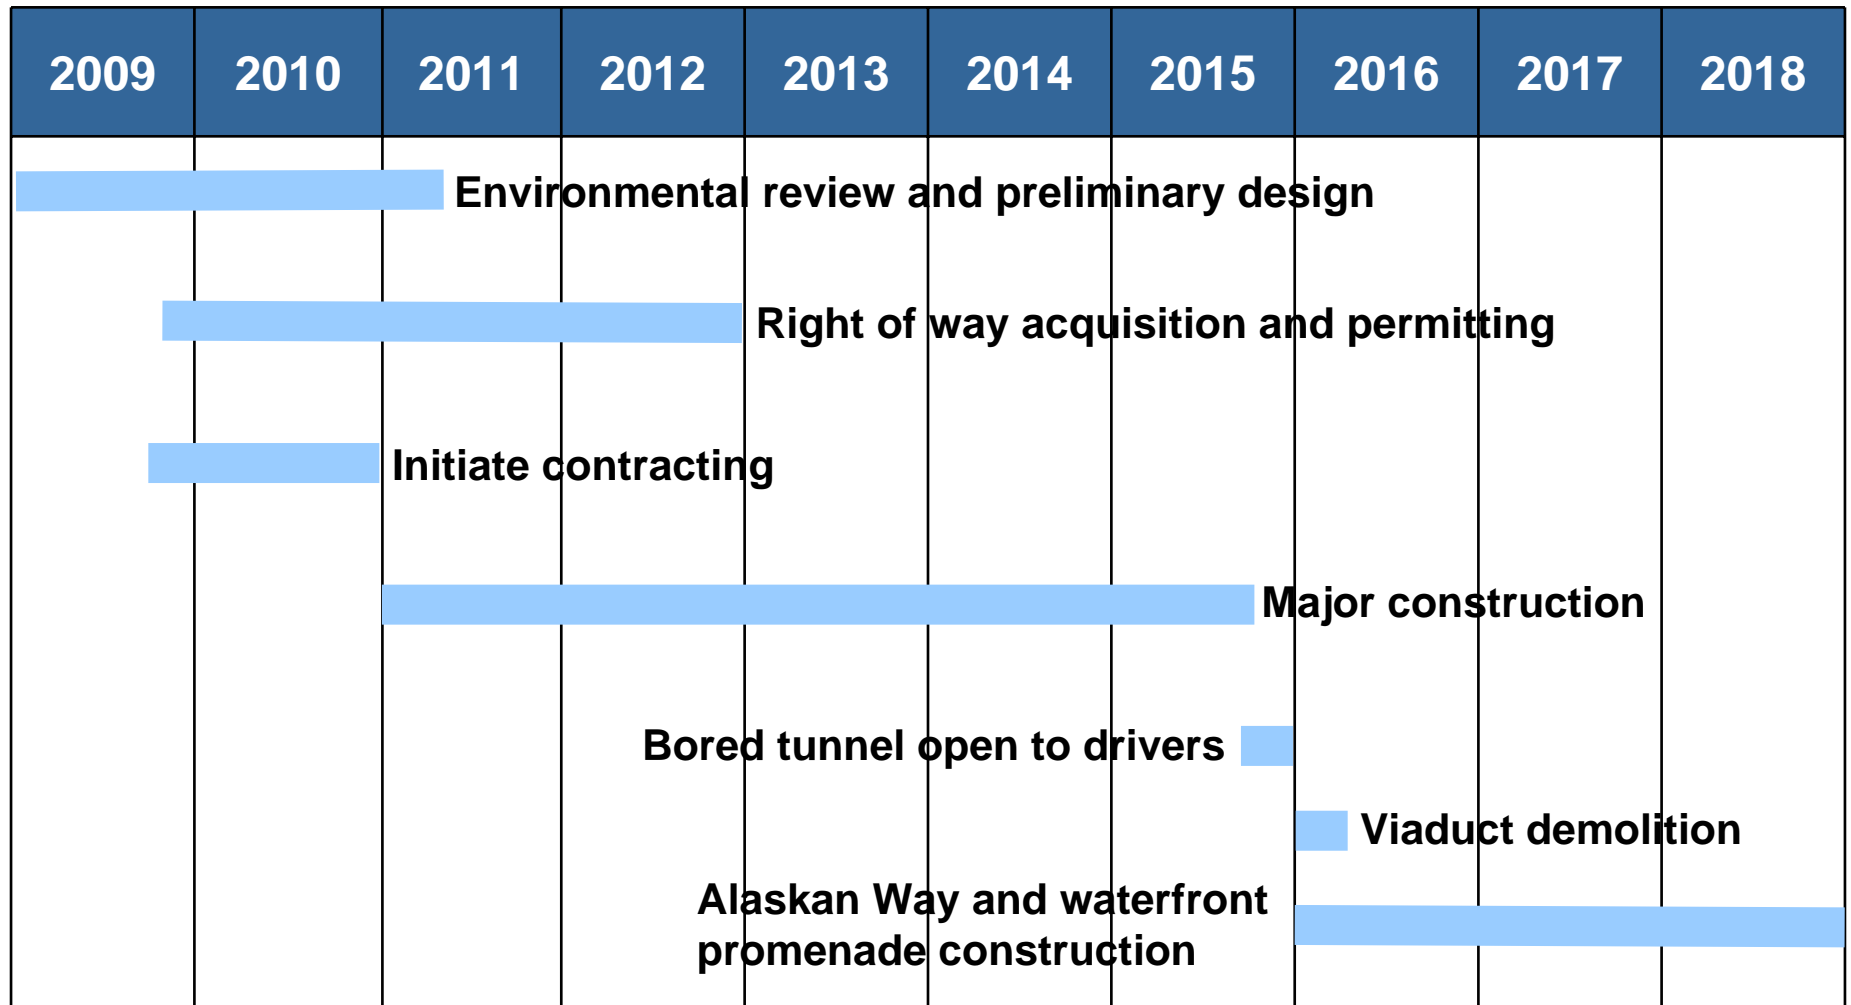 2009 2010 2011 2012 2013 2014 2015 2016 2017 2018
Environmental review and preliminary design
Right of way acquisition and permitting
Initiate contracting
Major construction
Bored tunnel open to drivers
Viaduct demolition
Alaskan Way and waterfront
promenade construction